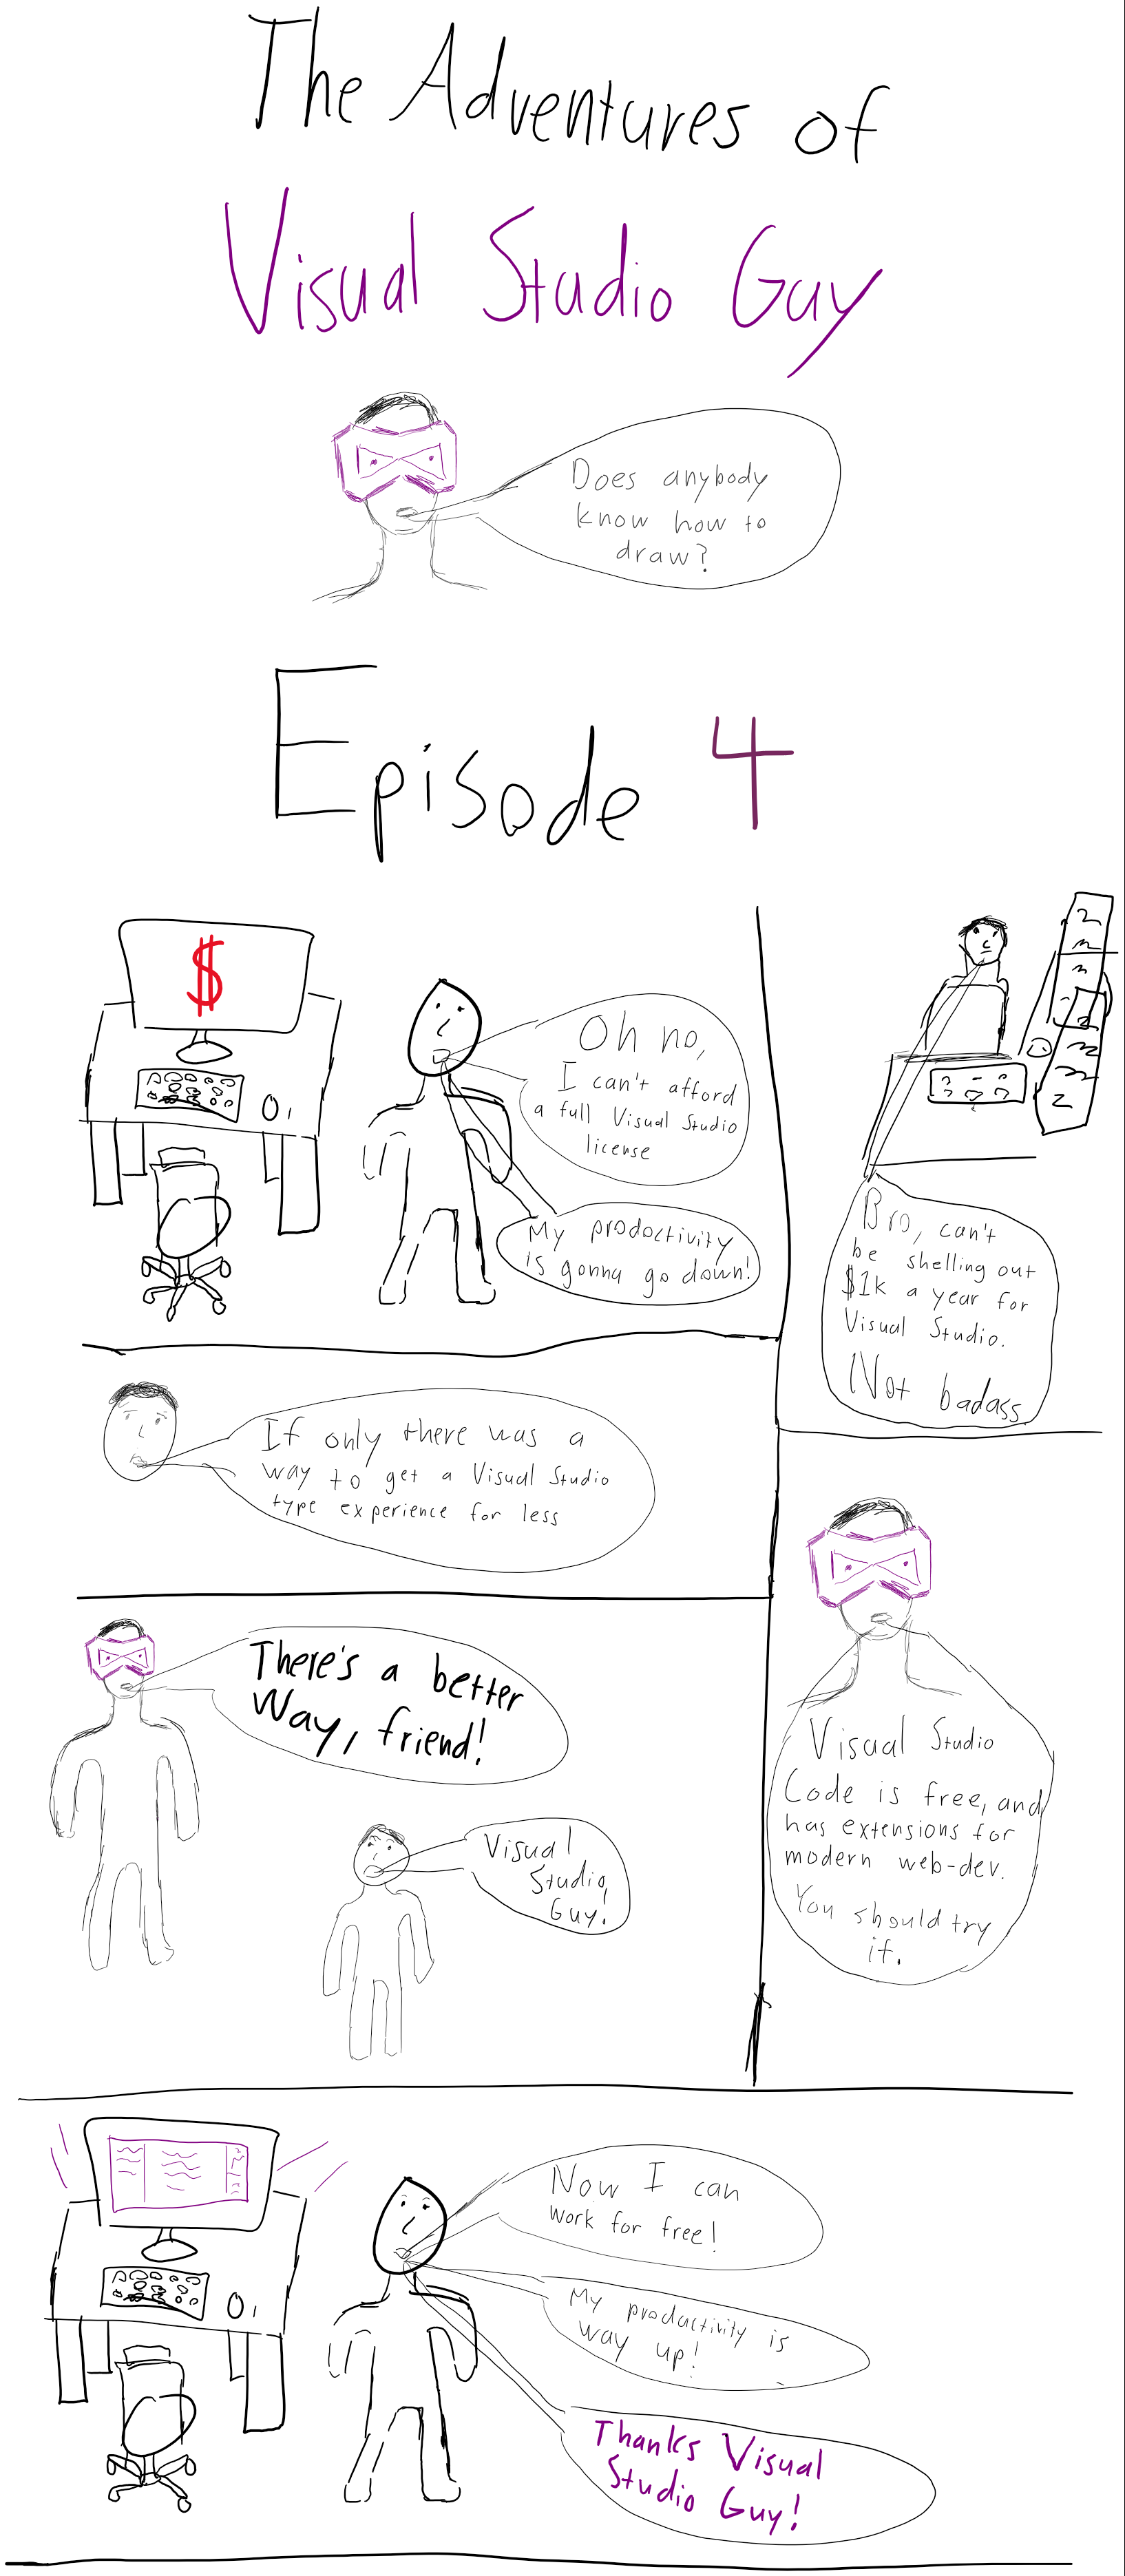 The Adventures of
Visual Studio Guy
Does anybody
know how to
draw?
Episode 4
$
Oh no,
I can't afford
a full Visual Studio
license
My prodoctivity
is gonna go down!
Bro, can't
be shelling out
$1k a year for
Visual Studio.
Not badass
If only there was a
way to get a Visual Studio
type experience for less
There's a better
Way, friend!
Visual
Studio
Guy!
Visual Studio
Code is free, and
has extensions for
modern web-dev.
You should try
it.
Now I can
work for free!
My productivity is
way up!
Thanks Visual
Studio Guy!